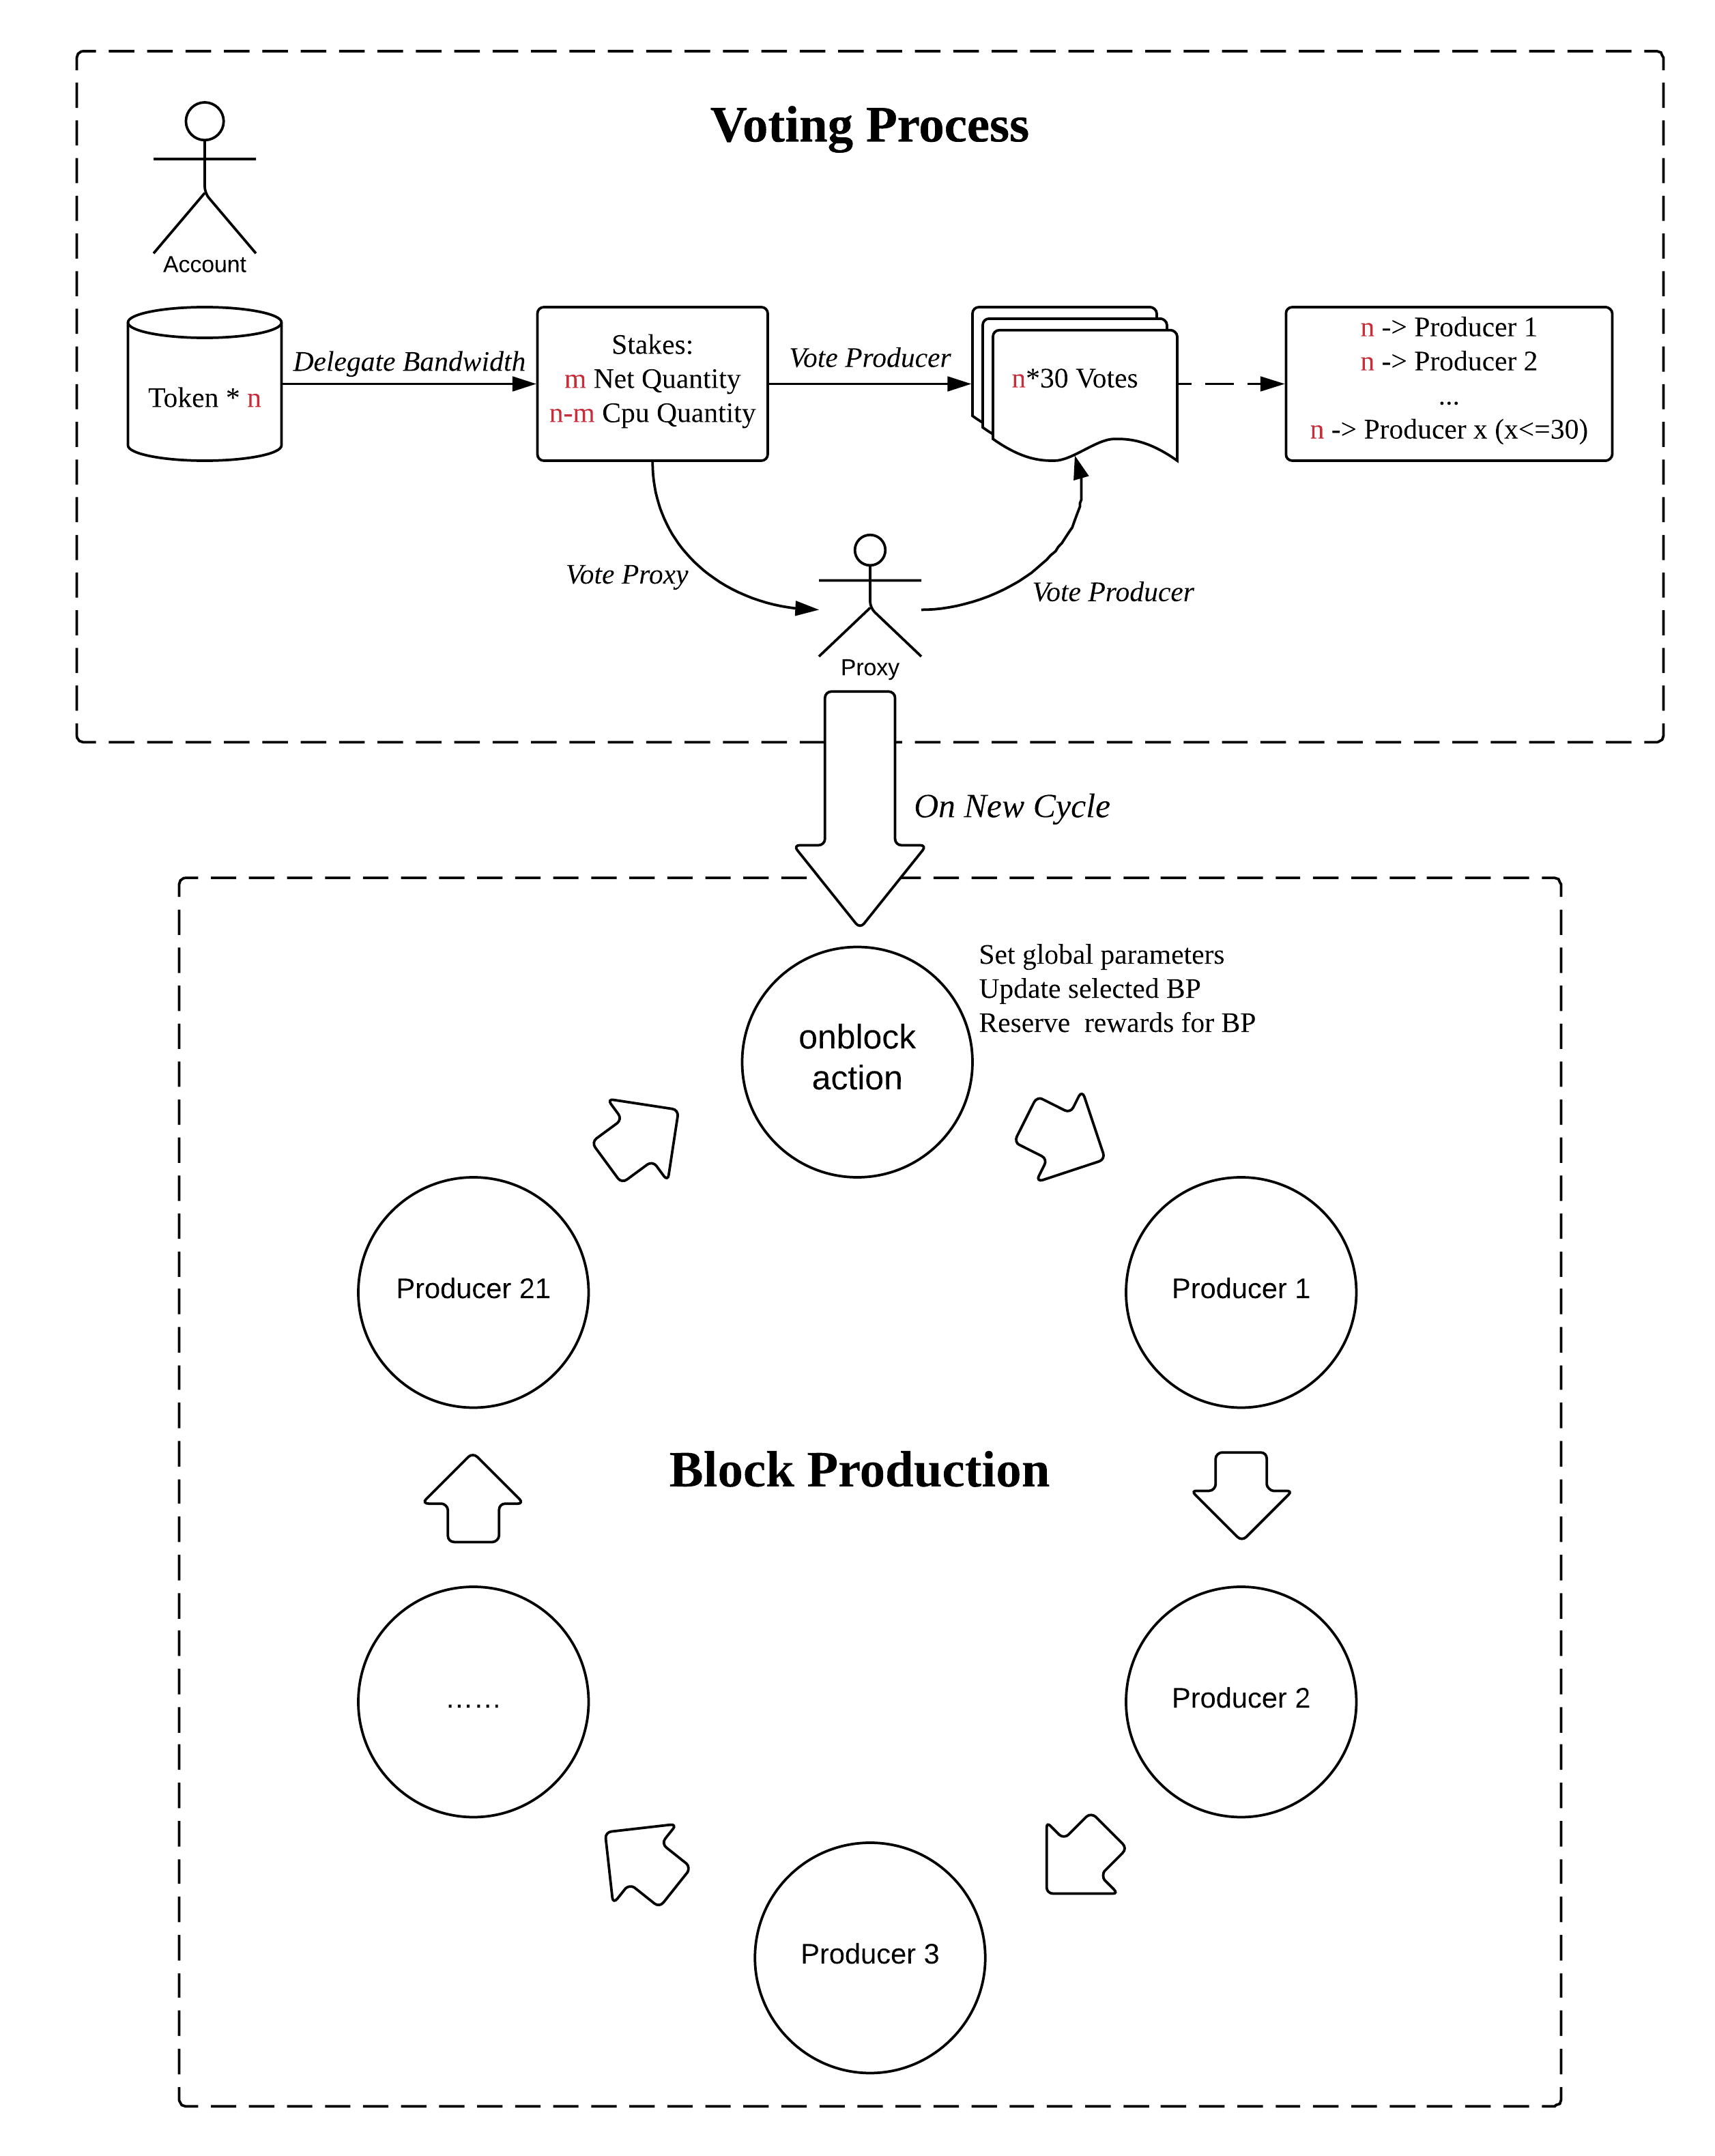 Voting Process
Account
Token * n
Delegate Bandwidth
Stakes:
m Net Quantity
n-m Cpu Quantity
Vote Producer
n*30 Votes
n -> Producer 1
n -> Producer 2
...
n -> Producer x (x<=30)
Vote Proxy
Proxy
Vote Producer
On New Cycle
onblock
action
Set global parameters
Update selected BP
Reserve  rewards for BP
Producer 21
Producer 1
Block Production
……
Producer 2
Producer 3